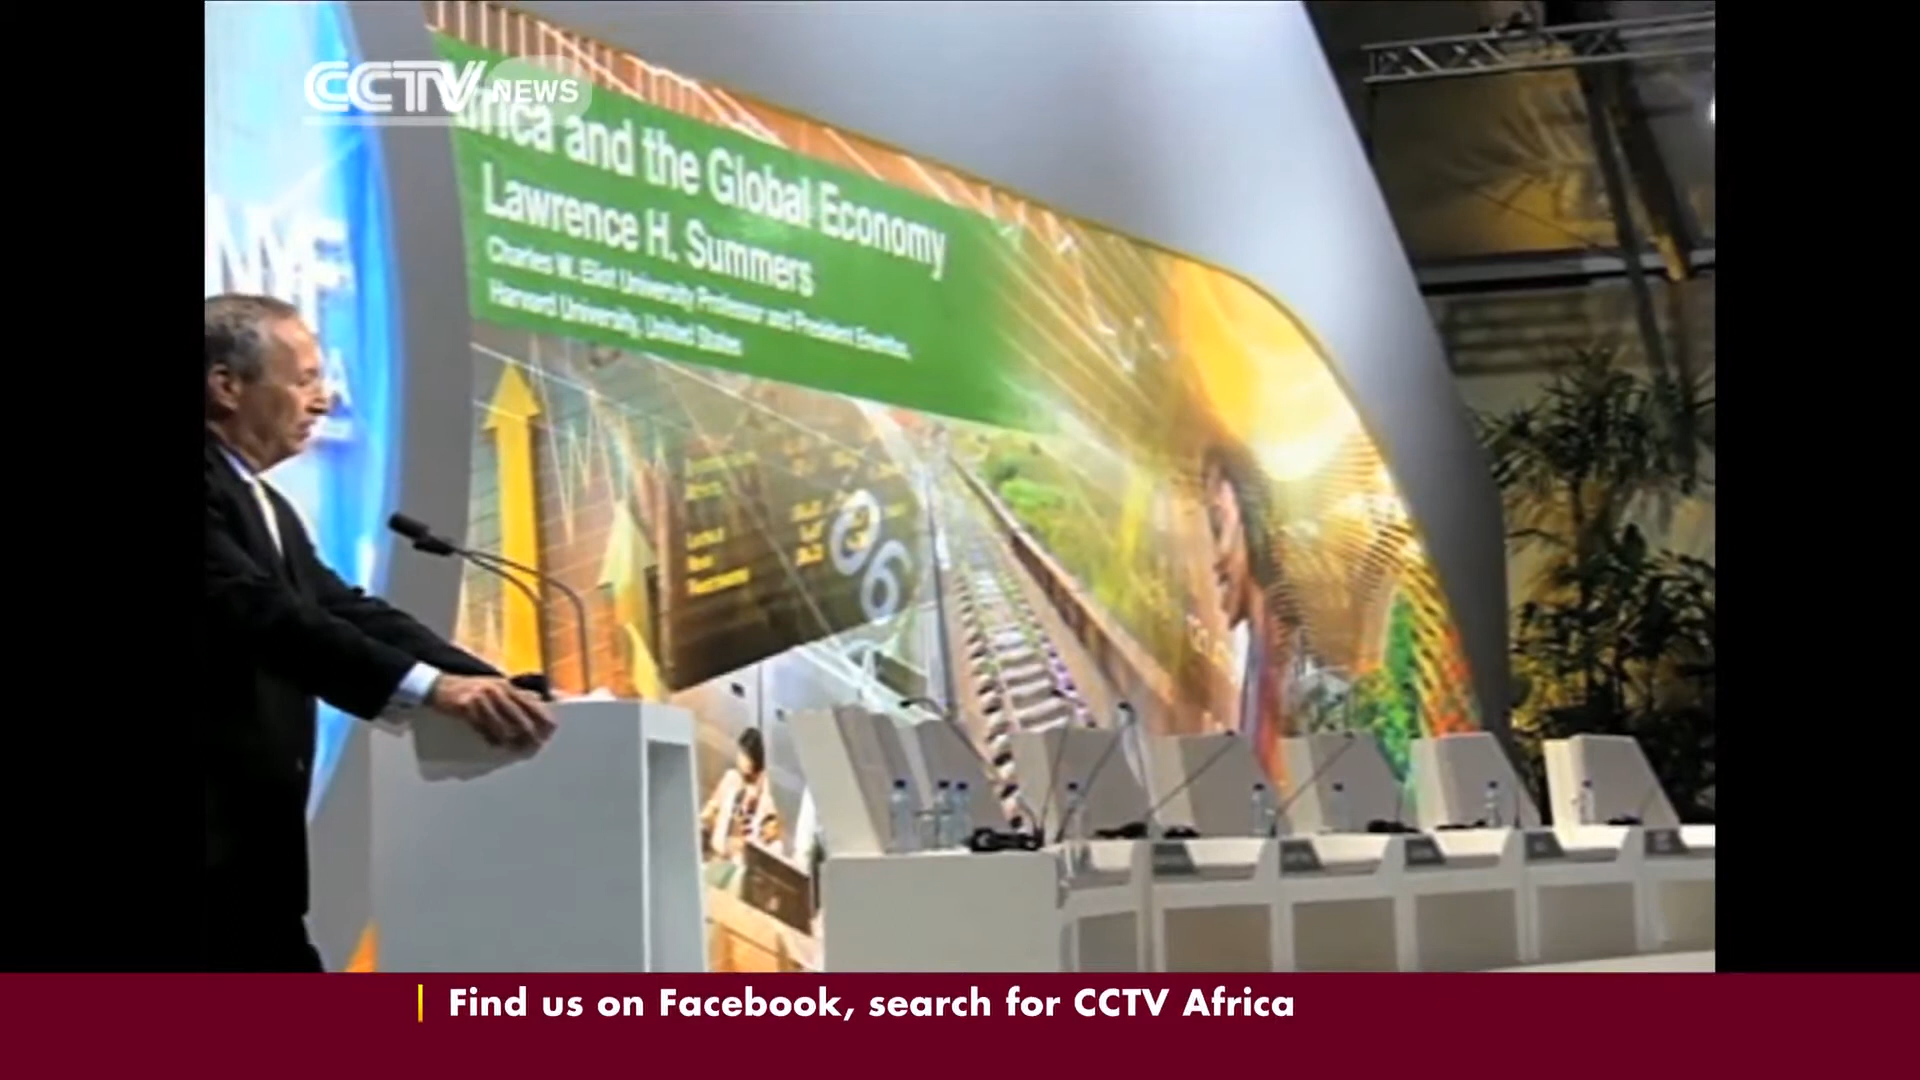 CCTV NEWS
Africa and the Global Economy
Lawrence H. Summers
Charles W. Eliot University Professor and President Emeritus,
Harvard University, United States
Find us on Facebook, search for CCTV Africa